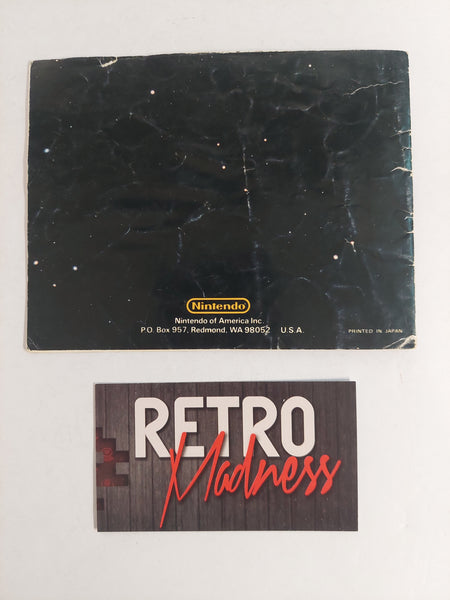 Nintendo
Nintendo of America Inc.
P.O. Box 957, Redmond, WA 98052 U.S.A.
PRINTED IN JAPAN
RETRO
Madness